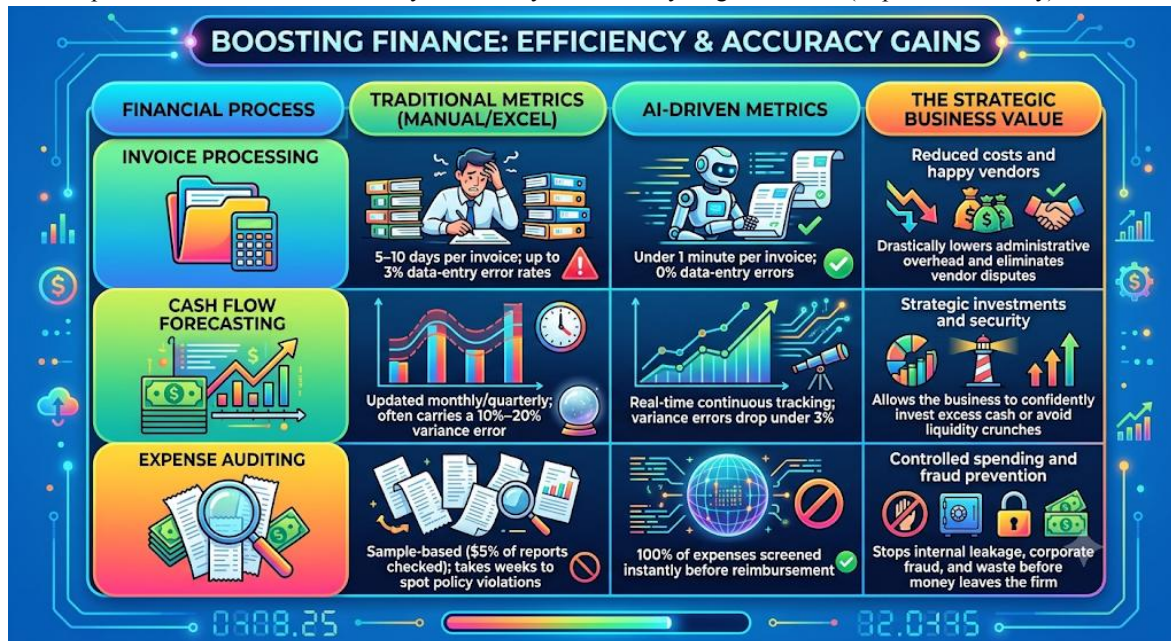 BOOSTING FINANCE: EFFICIENCY & ACCURACY GAINS
FINANCIAL PROCESS
TRADITIONAL METRICS
(MANUAL/EXCEL)
AI-DRIVEN METRICS
THE STRATEGIC
BUSINESS VALUE
INVOICE PROCESSING
5–10 days per invoice; up to
3% data-entry error rates
Under 1 minute per invoice;
0% data-entry errors
Reduced costs and
happy vendors
Drastically lowers administrative
overhead and eliminates
vendor disputes
CASH FLOW
FORECASTING
Updated monthly/quarterly;
often carries a 10%–20%
variance error
Real-time continuous tracking;
variance errors drop under 3%
Strategic investments
and security
Allows the business to confidently
invest excess cash or avoid
liquidity crunches
EXPENSE AUDITING
Sample-based ($5% of reports
checked); takes weeks to
spot policy violations
100% of expenses screened
instantly before reimbursement
Controlled spending and
fraud prevention
Stops internal leakage, corporate
fraud, and waste before
money leaves the firm